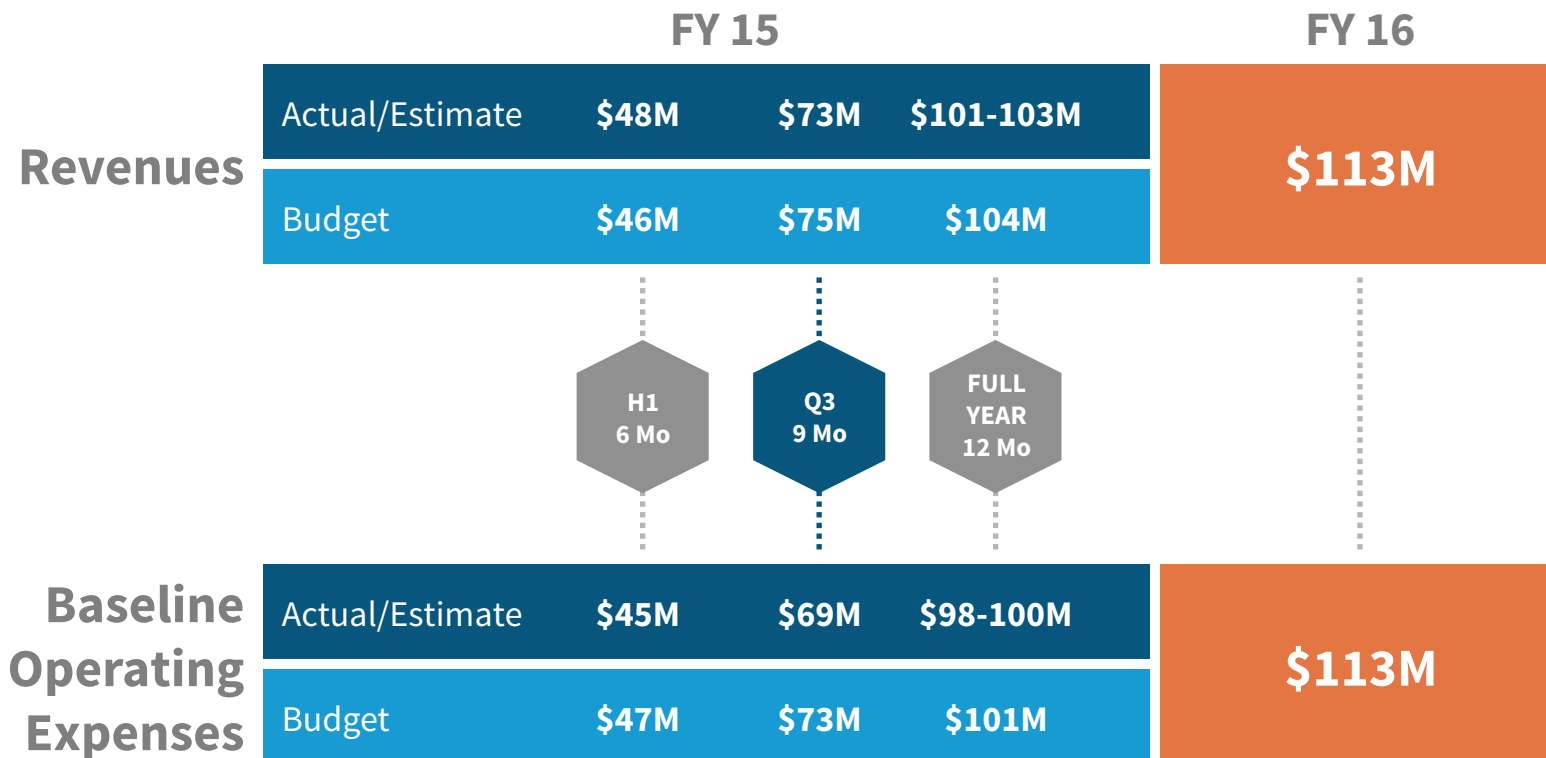 FY 15
FY 16
Revenues
Actual/Estimate $48M $73M $101-103M
Budget $46M $75M $104M
$113M
H1
6 Mo
Q3
9 Mo
FULL
YEAR
12 Mo
Baseline
Operating
Expenses
Actual/Estimate $45M $69M $98-100M
Budget $47M $73M $101M
$113M